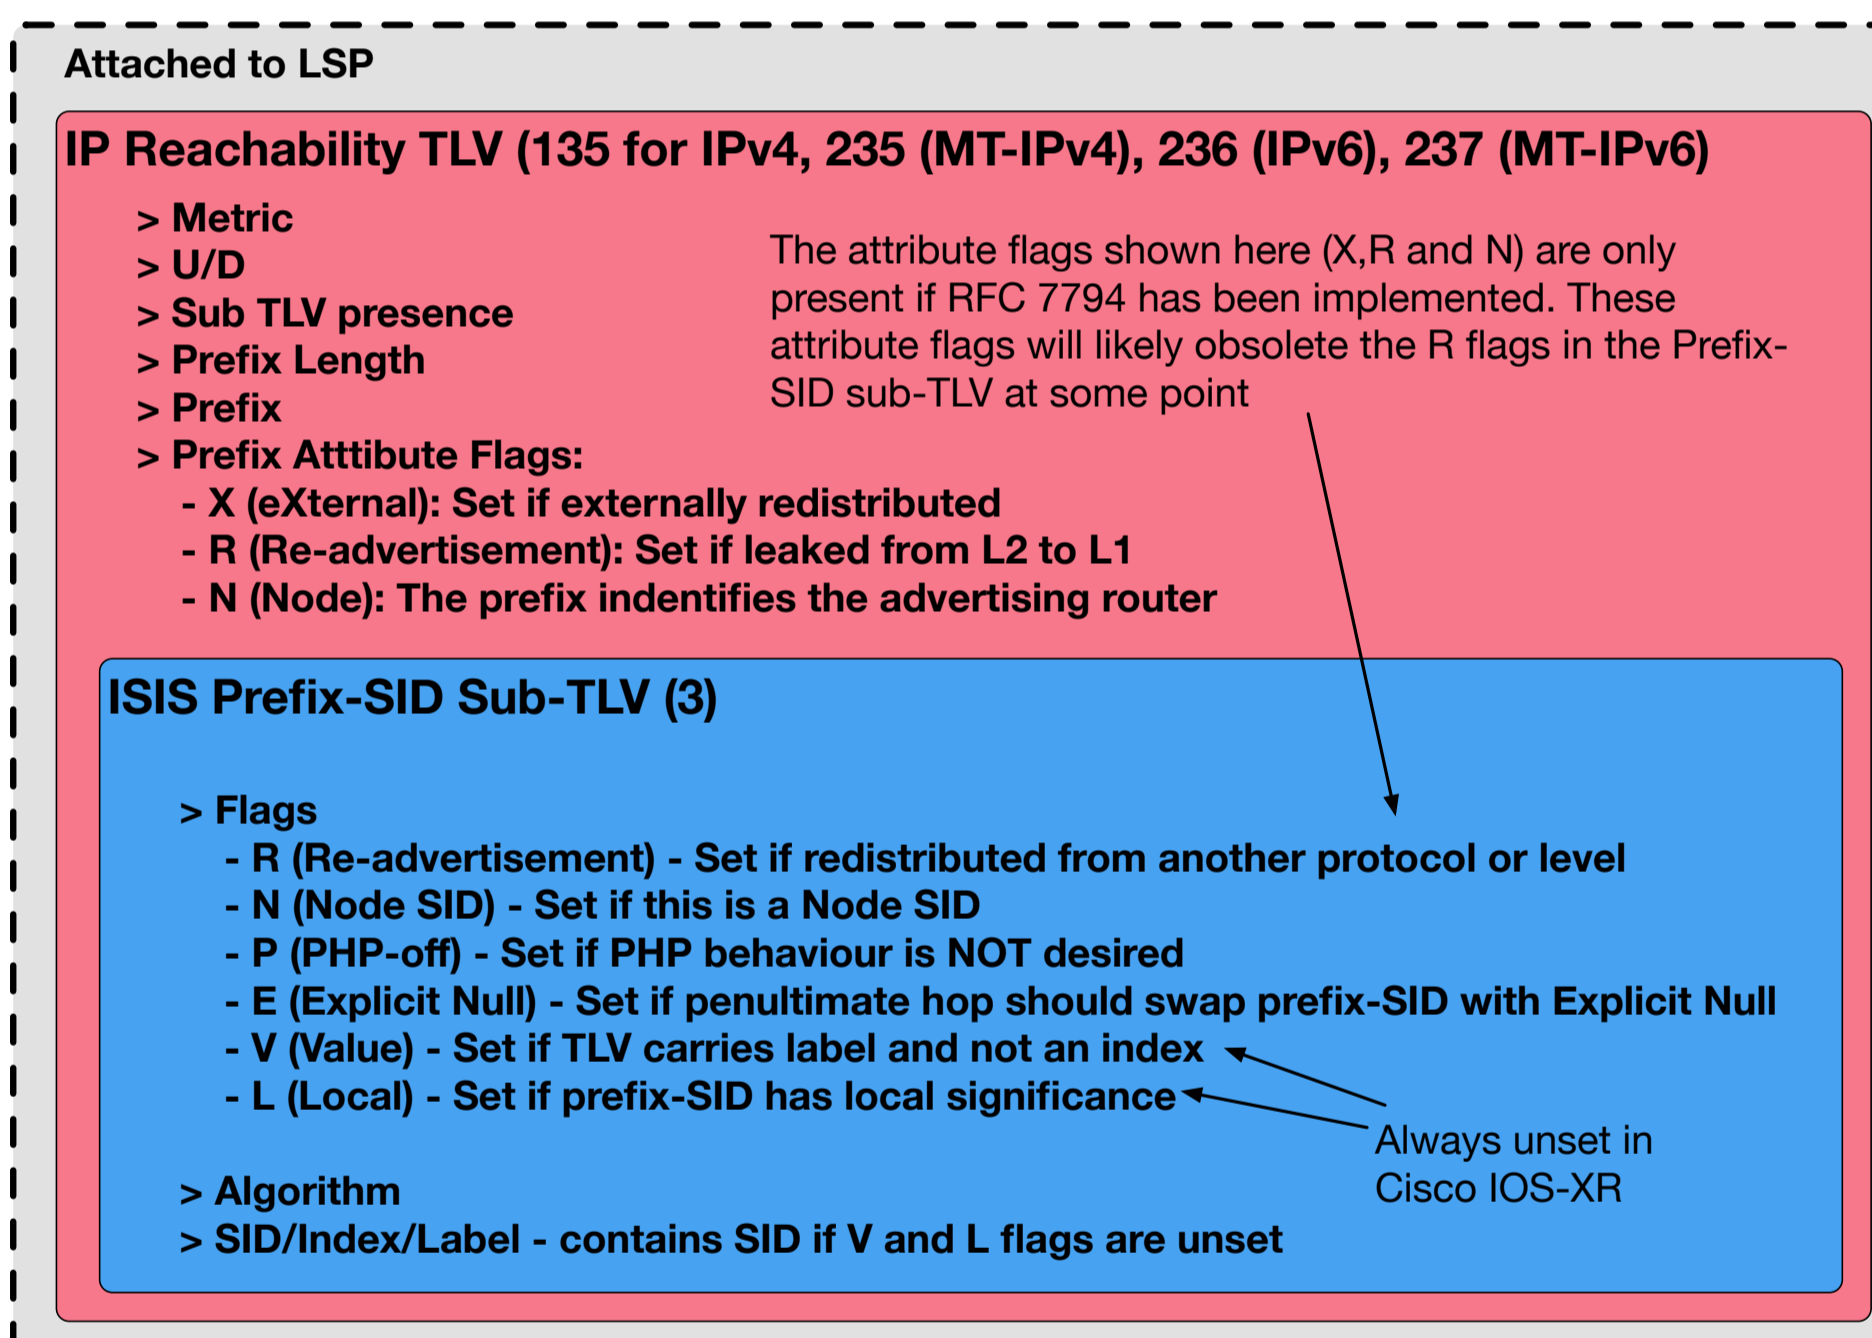 Attached to LSP
IP Reachability TLV (135 for IPv4, 235 (MT-IPv4), 236 (IPv6), 237 (MT-IPv6)
> Metric
> U/D
> Sub TLV presence
> Prefix Length
> Prefix
> Prefix Atttibute Flags:
- X (eXternal): Set if externally redistributed
- R (Re-advertisement): Set if leaked from L2 to L1
- N (Node): The prefix indentifies the advertising router
The attribute flags shown here (X,R and N) are only
present if RFC 7794 has been implemented. These
attribute flags will likely obsolete the R flags in the Prefix-
SID sub-TLV at some point
ISIS Prefix-SID Sub-TLV (3)
> Flags
- R (Re-advertisement) - Set if redistributed from another protocol or level
- N (Node SID) - Set if this is a Node SID
- P (PHP-off) - Set if PHP behaviour is NOT desired
- E (Explicit Null) - Set if penultimate hop should swap prefix-SID with Explicit Null
- V (Value) - Set if TLV carries label and not an index
- L (Local) - Set if prefix-SID has local significance
Always unset in
Cisco IOS-XR
> Algorithm
> SID/Index/Label - contains SID if V and L flags are unset